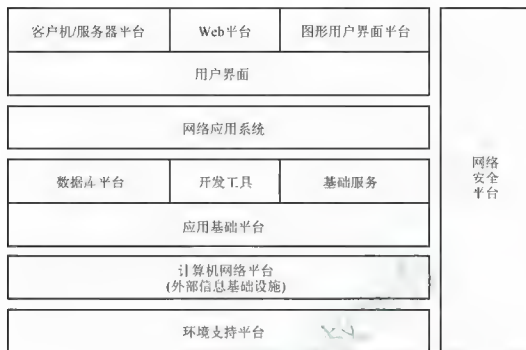 客户机/服务器平台
Web平台
图形用户界面平台
用户界面
网络应用系统
数据库平台
开发工具
基础服务
应用基础平台
计算机网络平台
(外部信息基础设施)
环境支持平台
网络
安全
平台